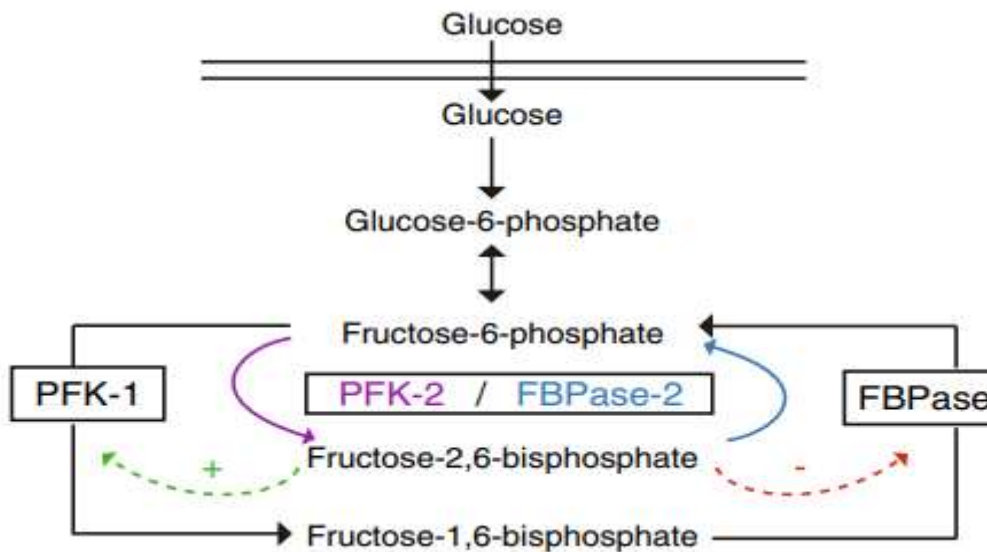 Glucose
Glucose
Glucose-6-phosphate
Fructose-6-phosphate
PFK-1
PFK-2 / FBPase-2
FBPase
+
Fructose-2,6-bisphosphate
-
Fructose-1,6-bisphosphate